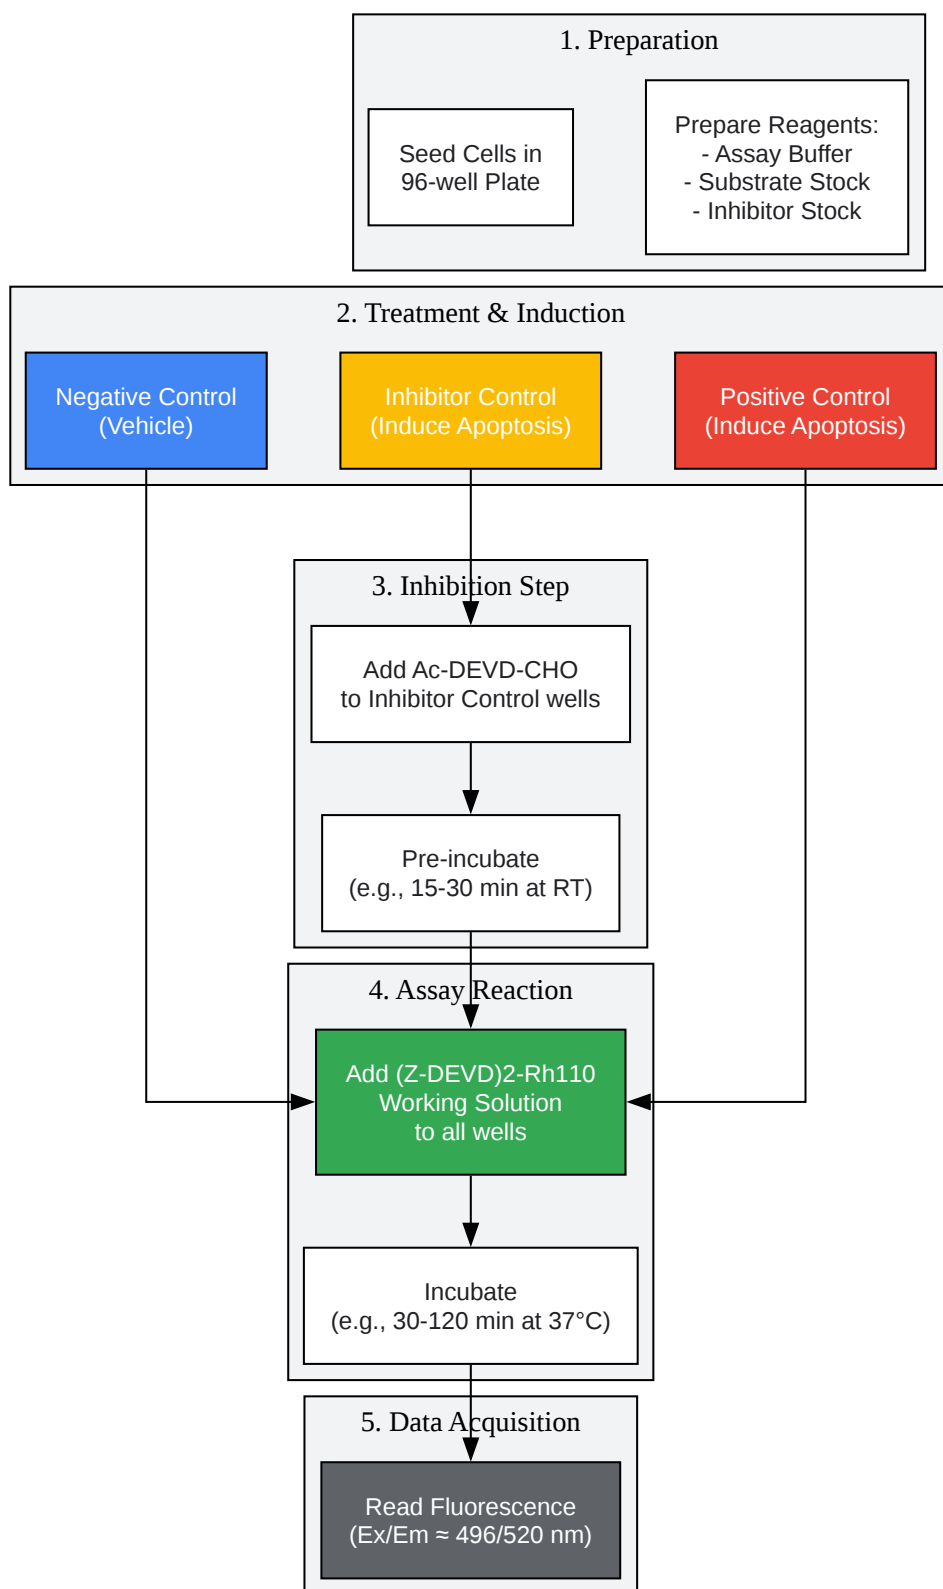 1. Preparation
Seed Cells in
96-well Plate
Prepare Reagents:
- Assay Buffer
- Substrate Stock
- Inhibitor Stock
2. Treatment & Induction
Negative Control
(Vehicle)
Inhibitor Control
(Induce Apoptosis)
Positive Control
(Induce Apoptosis)
3. Inhibition Step
Add Ac-DEVD-CHO
to Inhibitor Control wells
Pre-incubate
(e.g., 15-30 min at RT)
4. Assay Reaction
Add (Z-DEVD)2-Rh110
Working Solution
to all wells
Incubate
(e.g., 30-120 min at 37°C)
5. Data Acquisition
Read Fluorescence
(Ex/Em ≈ 496/520 nm)